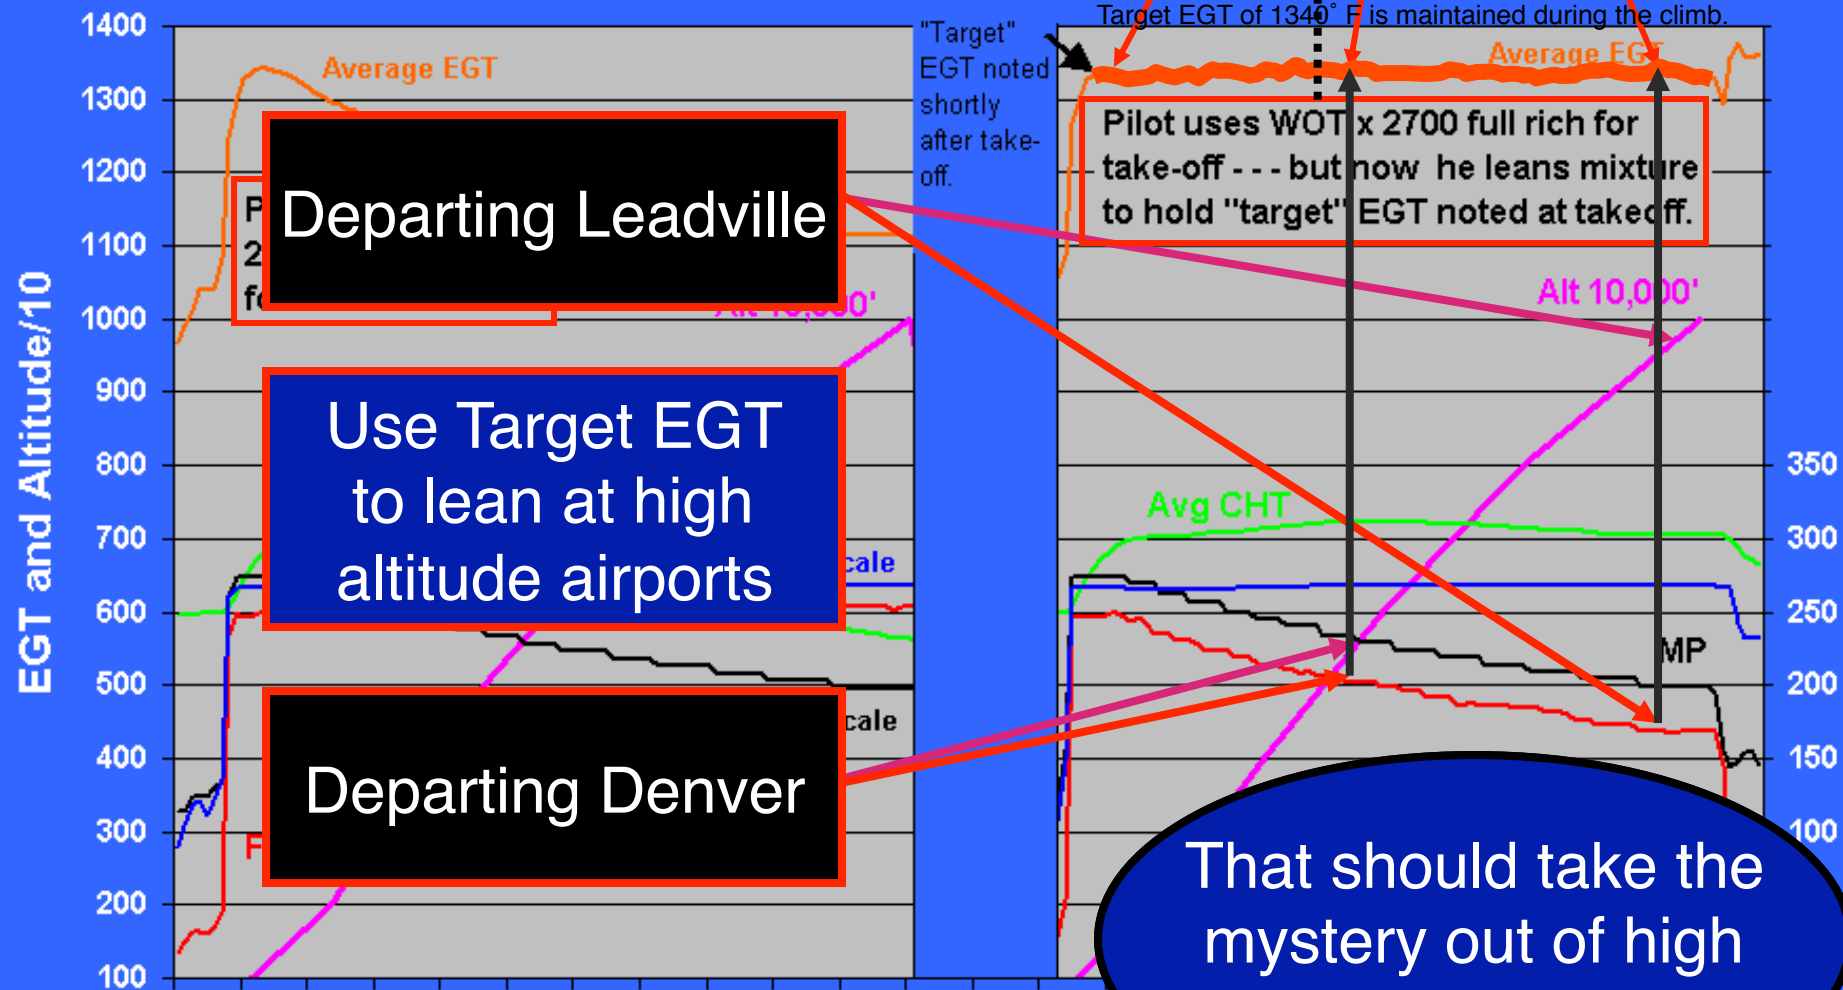 Target EGT of 1340° F is maintained during the climb.
EGT and Altitude/10
1400
1300
1200
1100
1000
900
800
700
600
500
400
300
200
100
Average EGT
Departing Leadville
P
2
fo
Use Target EGT
to lean at high
altitude airports
cale
cale
Departing Denver
F
"Target"
EGT noted
shortly
after take-
off.
Average EGT
Pilot uses WOT x 2700 full rich for
take-off - - - but now he leans mixture
to hold "target" EGT noted at takeoff.
Alt 10,000'
Avg CHT
MP
350
300
250
200
150
100
That should take the
mystery out of high